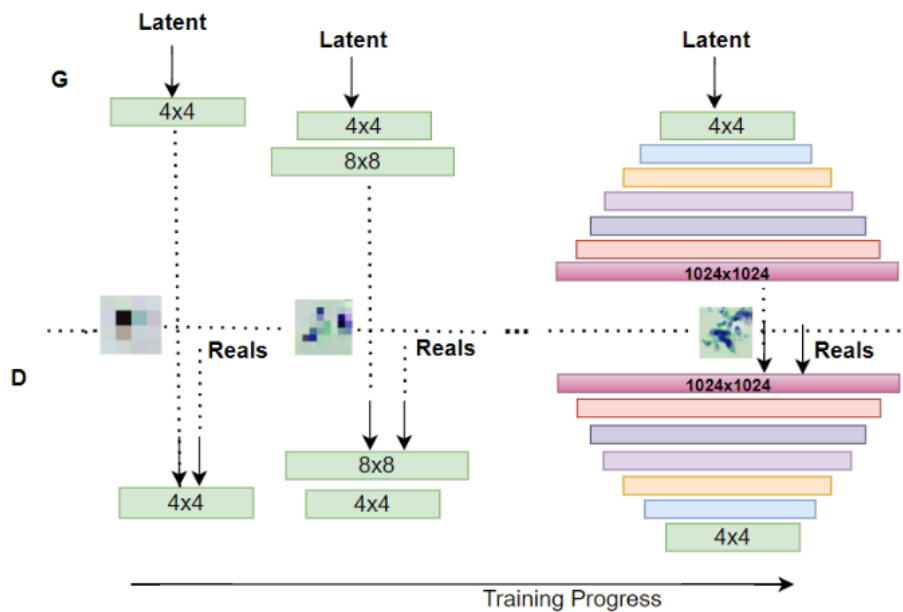 Latent
Latent
Latent
G
4x4
4x4
8x8
4x4
1024x1024
...
Reals
Reals
Reals
D
1024x1024
8x8
4x4
4x4
4x4
Training Progress